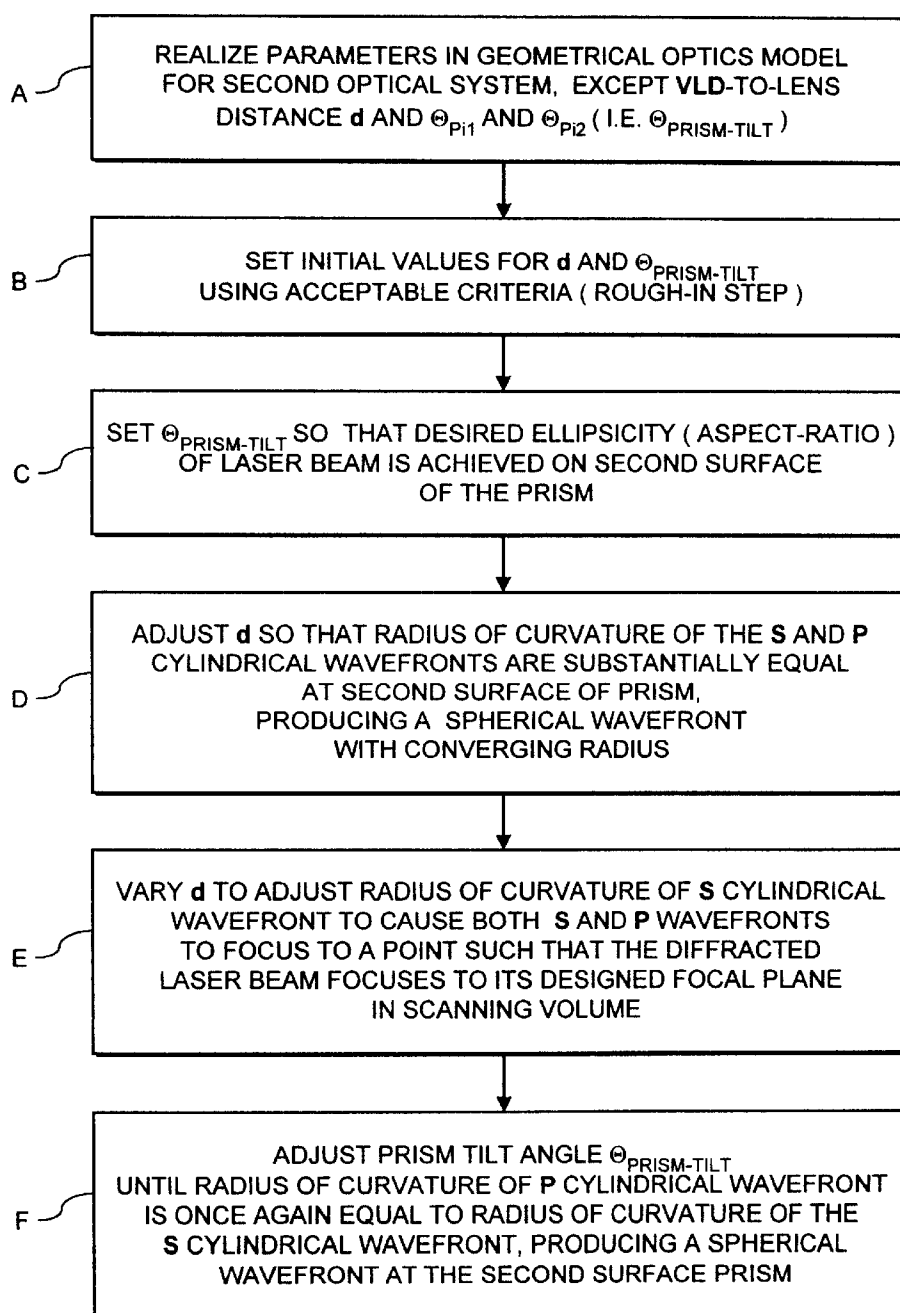 A
REALIZE PARAMETERS IN GEOMETRICAL OPTICS MODEL
FOR SECOND OPTICAL SYSTEM, EXCEPT VLD-TO-LENS
DISTANCE d AND ΘPi1 AND ΘPi2 ( I.E. ΘPRISM-TILT )
B
SET INITIAL VALUES FOR d AND ΘPRISM-TILT
USING ACCEPTABLE CRITERIA ( ROUGH-IN STEP )
C
SET ΘPRISM-TILT SO THAT DESIRED ELLIPSICITY ( ASPECT-RATIO )
OF LASER BEAM IS ACHIEVED ON SECOND SURFACE
OF THE PRISM
D
ADJUST d SO THAT RADIUS OF CURVATURE OF THE S AND P
CYLINDRICAL WAVEFRONTS ARE SUBSTANTIALLY EQUAL
AT SECOND SURFACE OF PRISM,
PRODUCING A SPHERICAL WAVEFRONT
WITH CONVERGING RADIUS
E
VARY d TO ADJUST RADIUS OF CURVATURE OF S CYLINDRICAL
WAVEFRONT TO CAUSE BOTH S AND P WAVEFRONTS
TO FOCUS TO A POINT SUCH THAT THE DIFFRACTED
LASER BEAM FOCUSES TO ITS DESIGNED FOCAL PLANE
IN SCANNING VOLUME
F
ADJUST PRISM TILT ANGLE ΘPRISM-TILT
UNTIL RADIUS OF CURVATURE OF P CYLINDRICAL WAVEFRONT
IS ONCE AGAIN EQUAL TO RADIUS OF CURVATURE OF THE
S CYLINDRICAL WAVEFRONT, PRODUCING A SPHERICAL
WAVEFRONT AT THE SECOND SURFACE PRISM